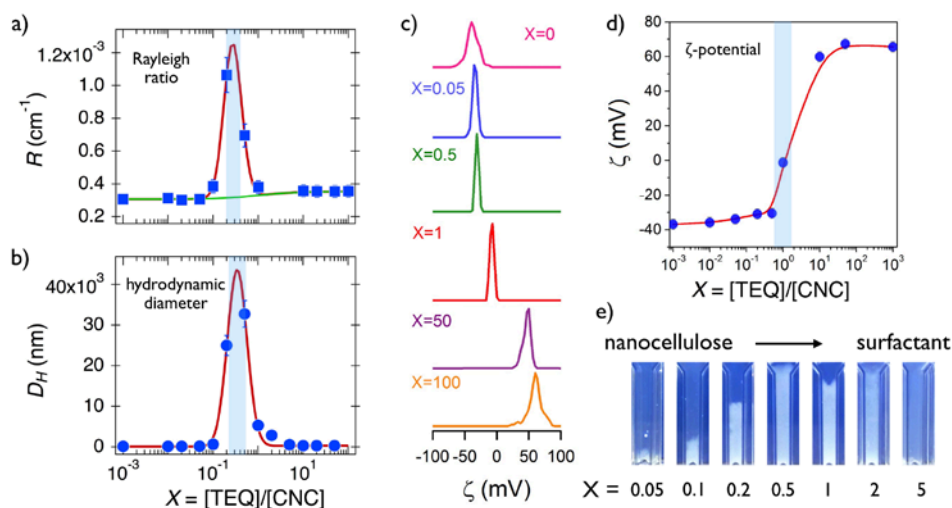 a)
Rayleigh
ratio
1.2x10⁻³
1.0
0.8
0.6
0.4
0.2
R (cm⁻¹)
b)
hydrodynamic
diameter
40x10³
30
20
10
0
D_H (nm)
10⁻³ 10⁻¹ 10¹
X = [TEQ]/[CNC]
c)
X=0
X=0.05
X=0.5
X=1
X=50
X=100
-100 -50 0 50 100
ζ (mV)
d)
ζ-potential
80
60
40
20
0
-20
-40
-60
ζ (mV)
10⁻³ 10⁻² 10⁻¹ 10⁰ 10¹ 10² 10³
X = [TEQ]/[CNC]
e)
nanocellulose → surfactant
X = 0.05 0.1 0.2 0.5 1 2 5